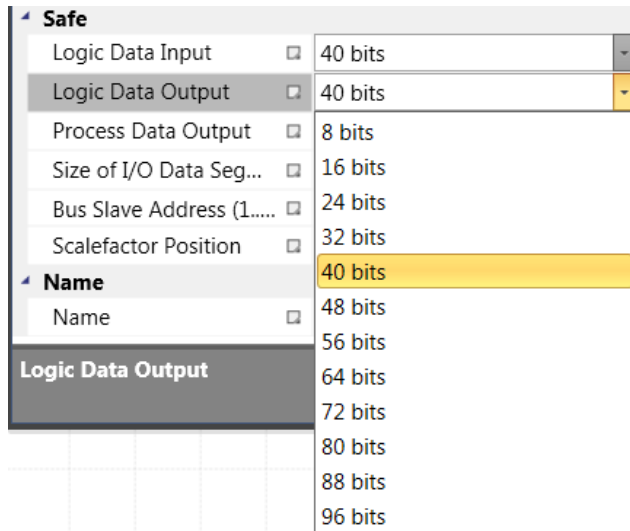 Safe
Logic Data Input 40 bits
Logic Data Output 40 bits
Process Data Output 8 bits
Size of I/O Data Seg... 16 bits
Bus Slave Address (1..... 24 bits
Scalefactor Position 32 bits
40 bits
Name
Name 48 bits
56 bits
Logic Data Output 64 bits
72 bits
80 bits
88 bits
96 bits